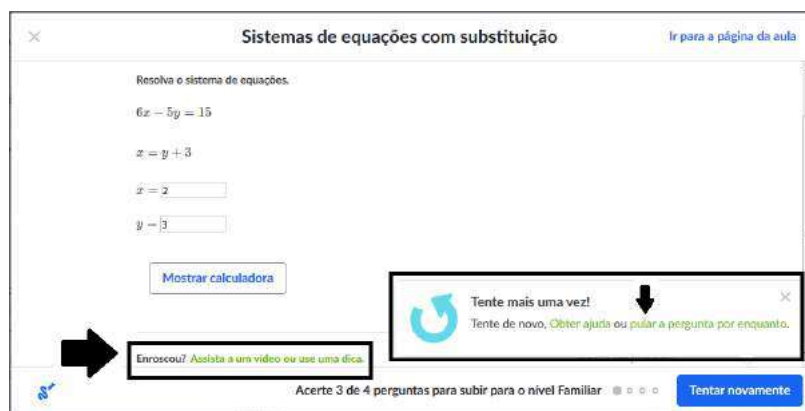 Sistemas de equações com substituição
Ir para a página da aula
Resolva o sistema de equações.
6x − 5y = 15
x = y + 3
x = 2
y = 3
Mostrar calculadora
Tente mais uma vez!
Tente de novo, Obter ajuda ou pular a pergunta por enquanto.
Enroscou? Assista a um vídeo ou use uma dica.
Acerte 3 de 4 perguntas para subir para o nível Familiar
Tentar novamente